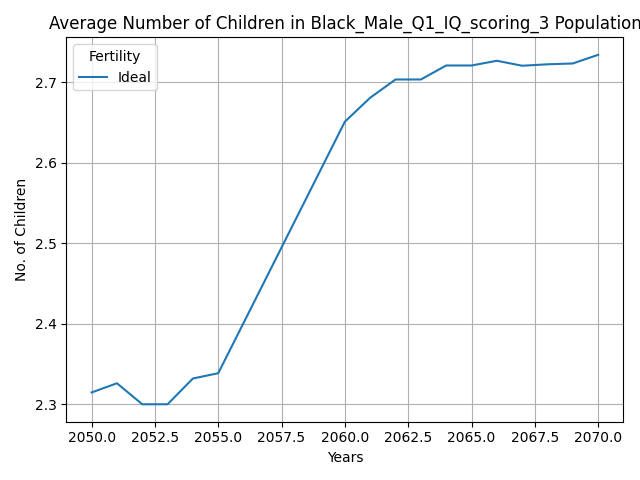 Average Number of Children in Black_Male_Q1_IQ_scoring_3 Population
Fertility
Ideal
No. of Children
2.7
2.6
2.5
2.4
2.3
2050.0 2052.5 2055.0 2057.5 2060.0 2062.5 2065.0 2067.5 2070.0
Years